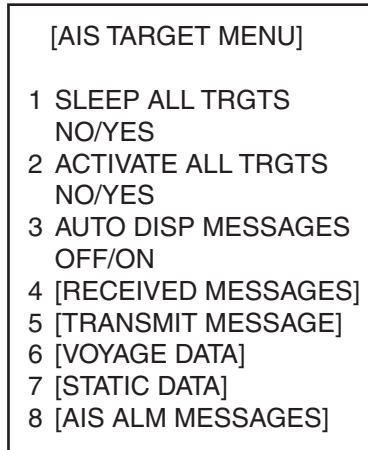 [AIS TARGET MENU]
1 SLEEP ALL TRGTS
NO/YES
2 ACTIVATE ALL TRGTS
NO/YES
3 AUTO DISP MESSAGES
OFF/ON
4 [RECEIVED MESSAGES]
5 [TRANSMIT MESSAGE]
6 [VOYAGE DATA]
7 [STATIC DATA]
8 [AIS ALM MESSAGES]